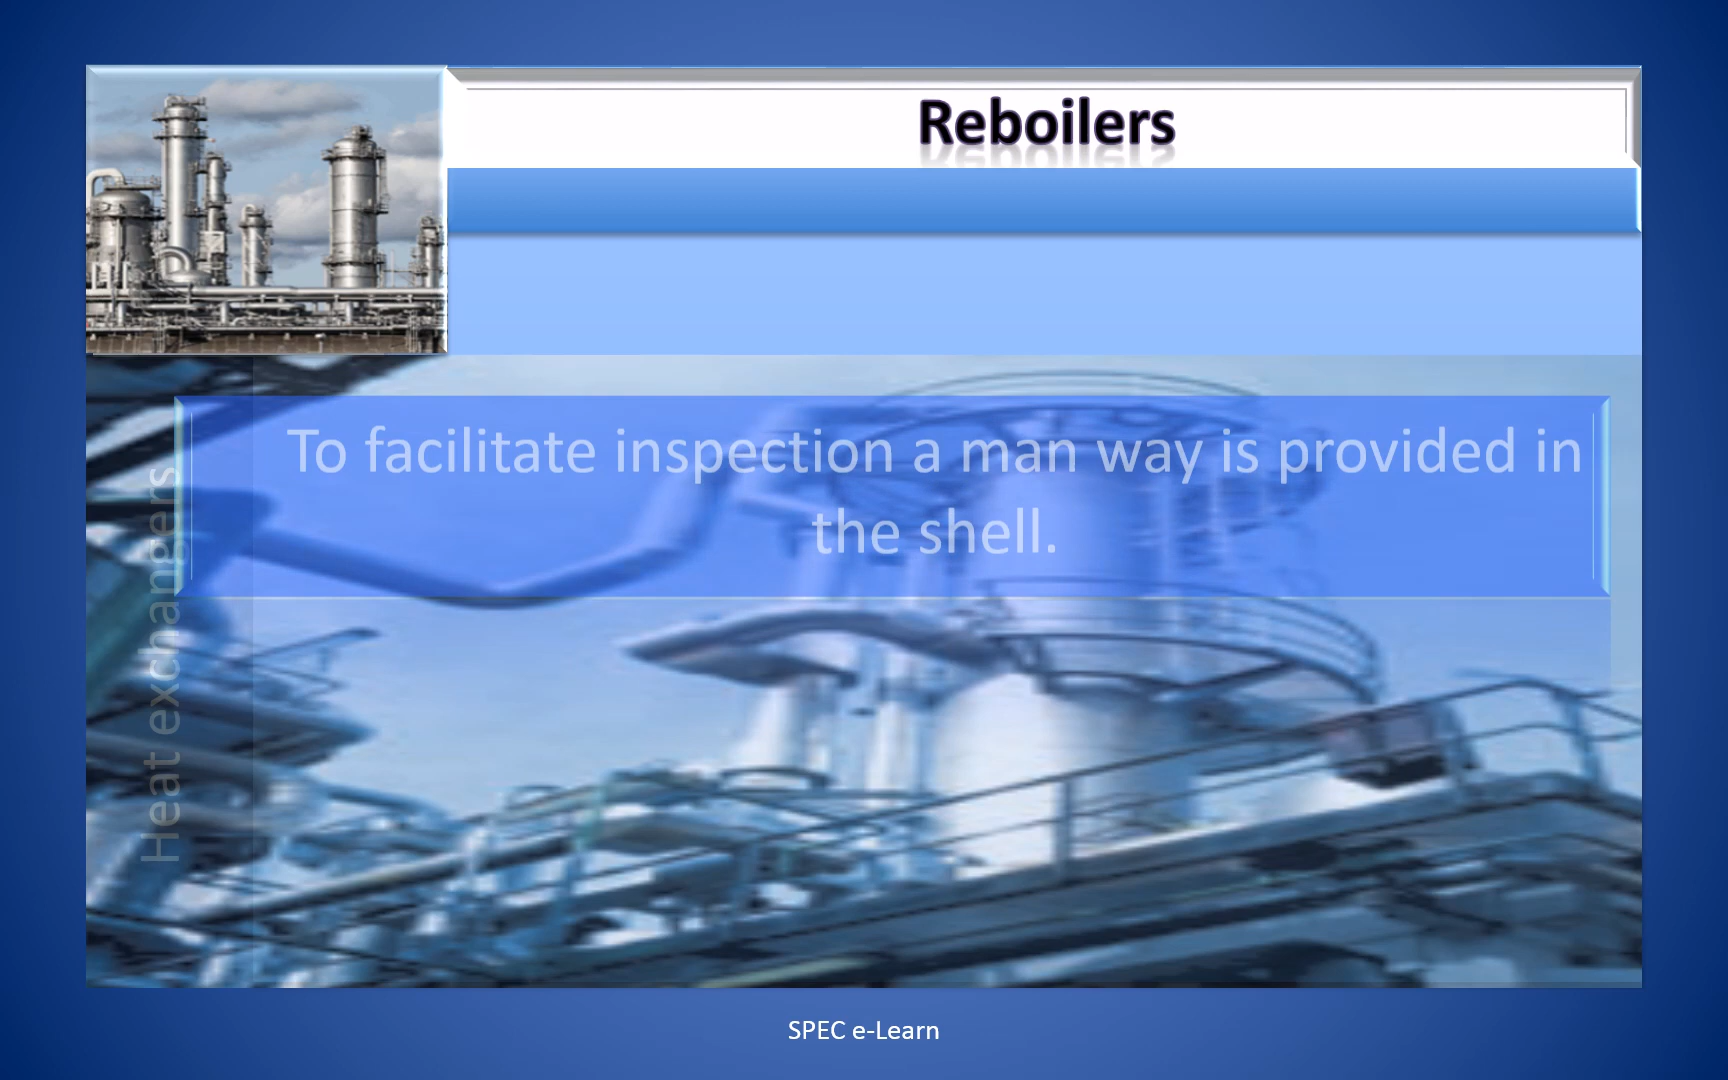 Reboilers
To facilitate inspection a man way is provided in
the shell.
Heat exchangers
SPEC e-Learn